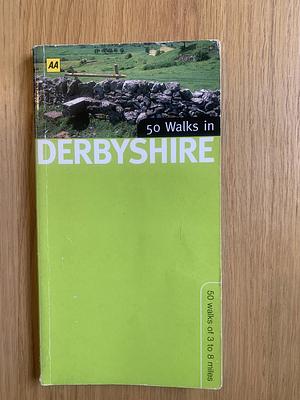 AA
50 Walks in
DERBYSHIRE
50 walks of 3 to 8 miles